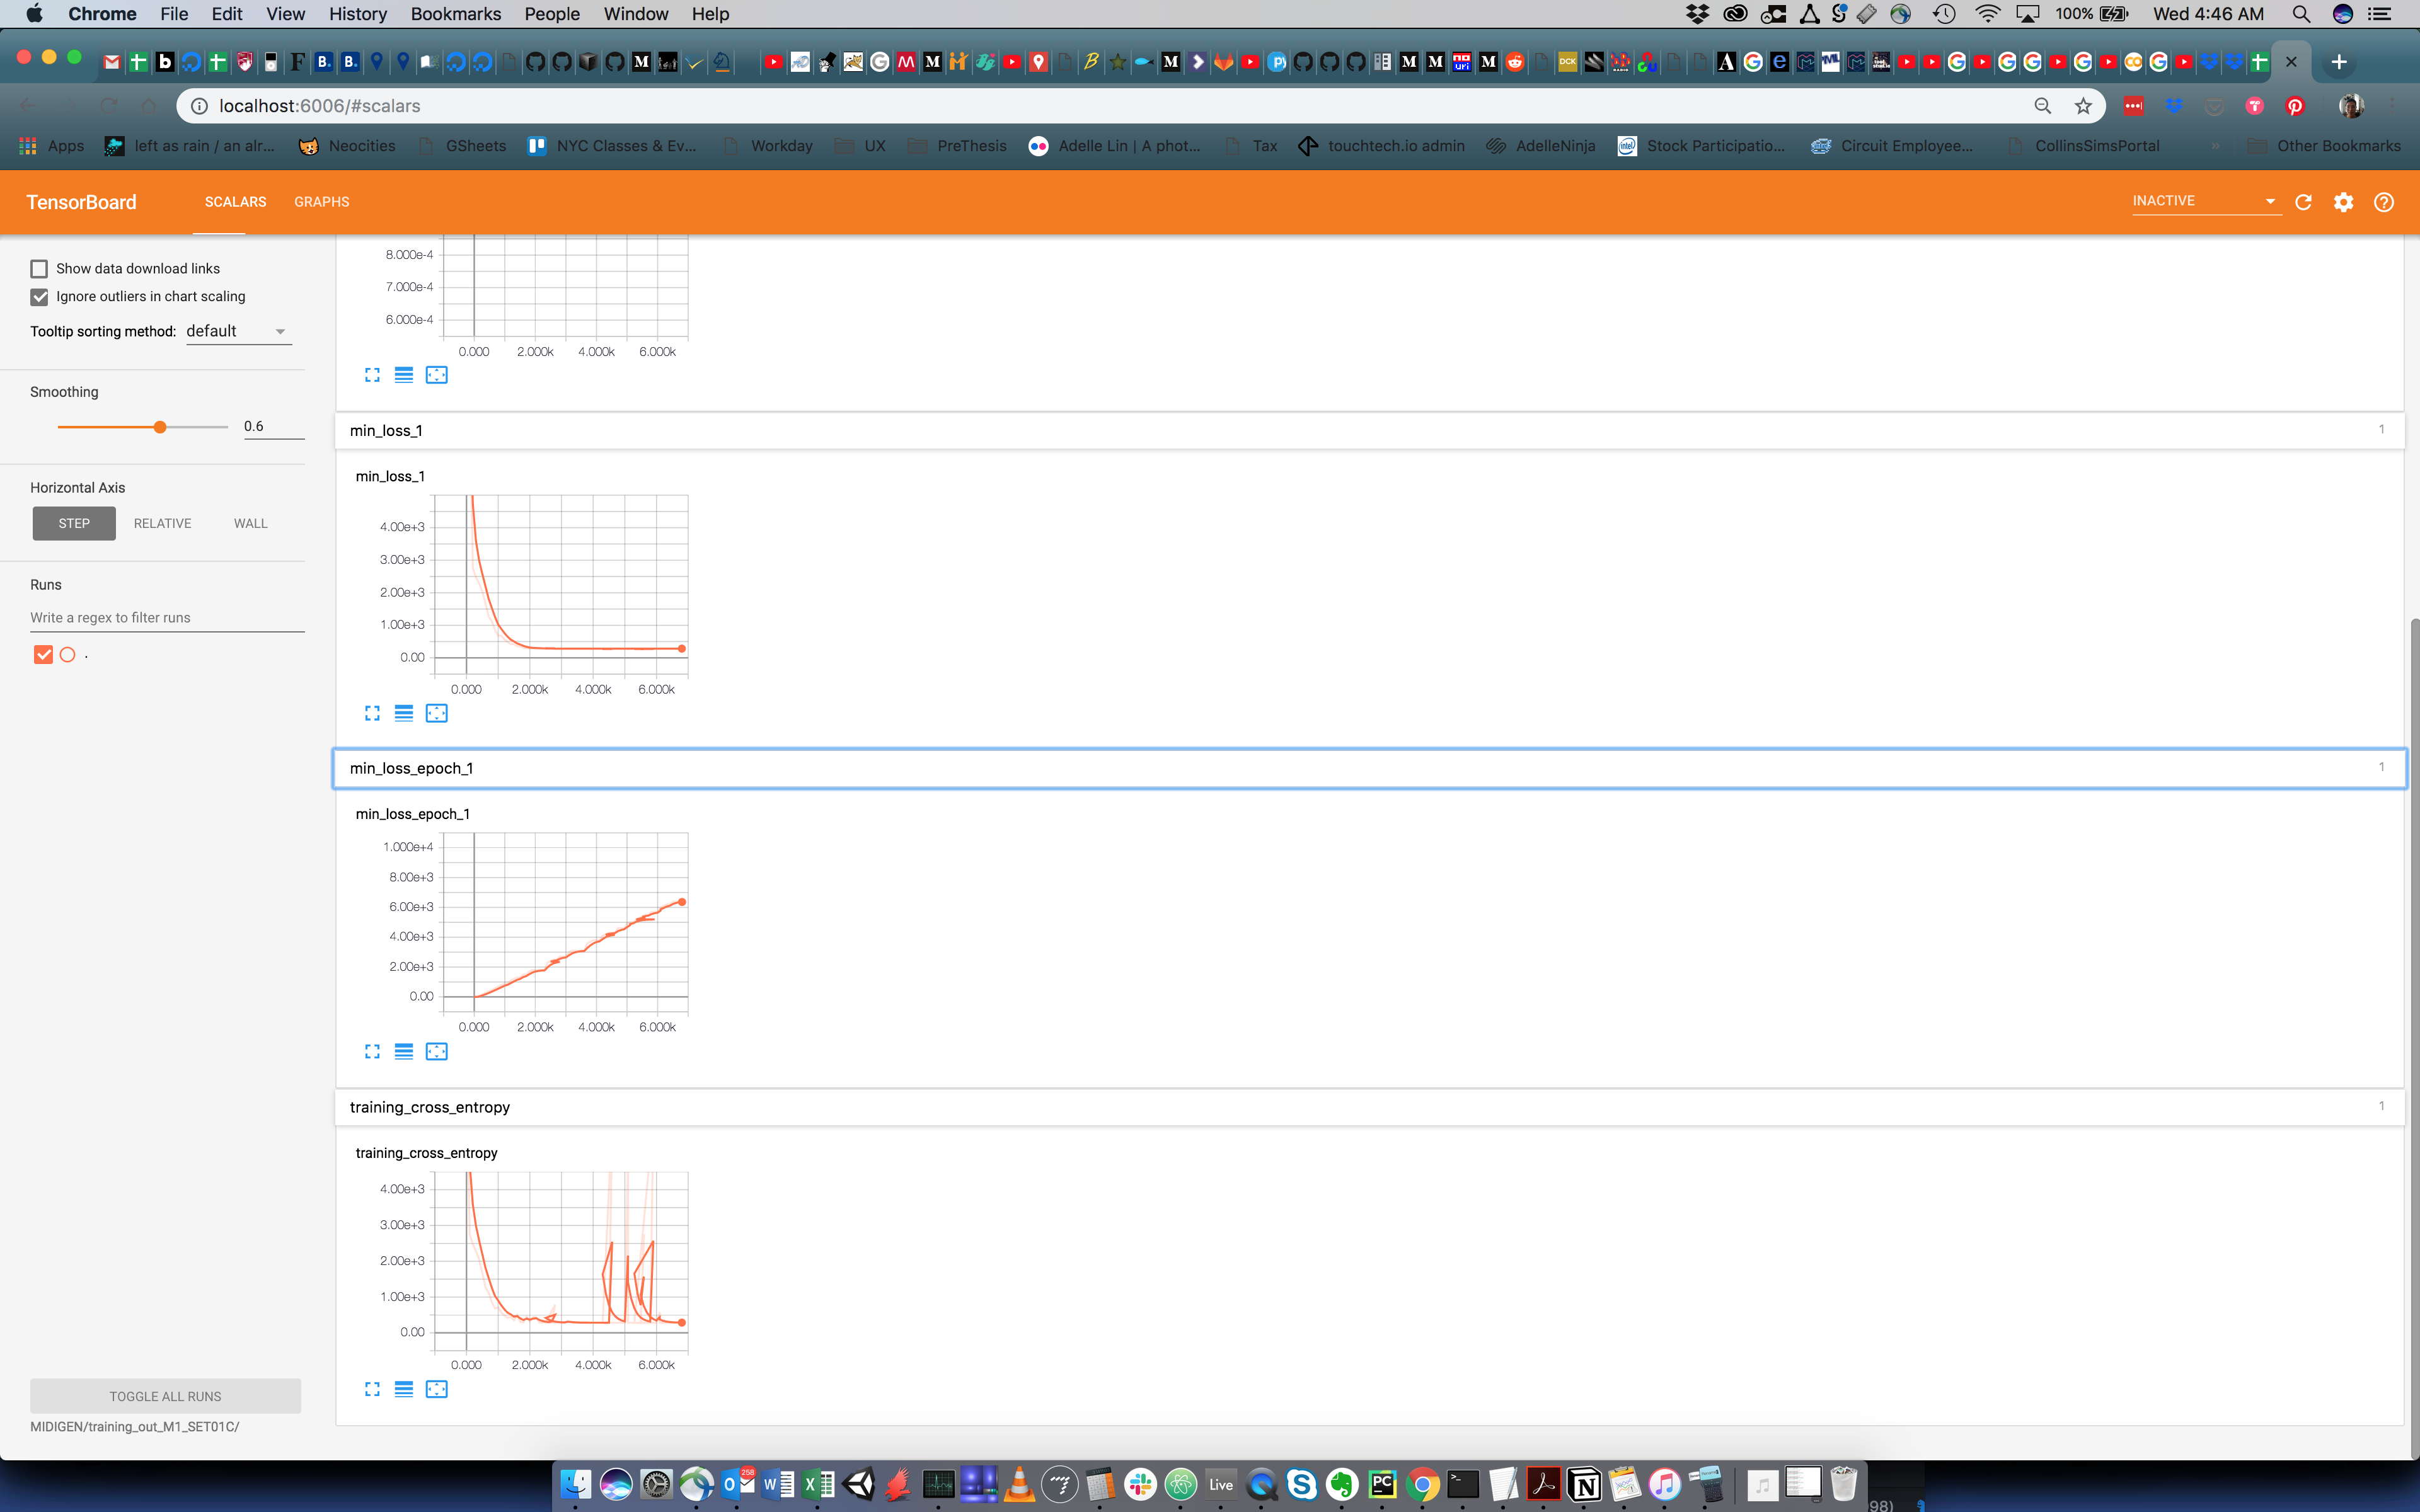 Chrome File Edit View History Bookmarks People Window Help 100% Wed 4:46 AM
localhost:6006/#scalars
Apps left as rain / an alr... Neocities GSheets NYC Classes & Ev... Workday UX PreThesis Adelle Lin | A phot... Tax touchtech.io admin AdelleNinja Stock Participatio... Circuit Employee... CollinsSimsPortal » Other Bookmarks
TensorBoard SCALARS GRAPHS INACTIVE
Show data download links
Ignore outliers in chart scaling
Tooltip sorting method: default
Smoothing
0.6
Horizontal Axis
STEP RELATIVE WALL
Runs
Write a regex to filter runs
.
TOGGLE ALL RUNS
MIDIGEN/training_out_M1_SET01C/
8.000e-4
7.000e-4
6.000e-4
0.000 2.000k 4.000k 6.000k
min_loss_1 1
min_loss_1
4.00e+3
3.00e+3
2.00e+3
1.00e+3
0.00
0.000 2.000k 4.000k 6.000k
min_loss_epoch_1 1
min_loss_epoch_1
1.000e+4
8.00e+3
6.00e+3
4.00e+3
2.00e+3
0.00
0.000 2.000k 4.000k 6.000k
training_cross_entropy 1
training_cross_entropy
4.00e+3
3.00e+3
2.00e+3
1.00e+3
0.00
0.000 2.000k 4.000k 6.000k
258
Live
PC
98)